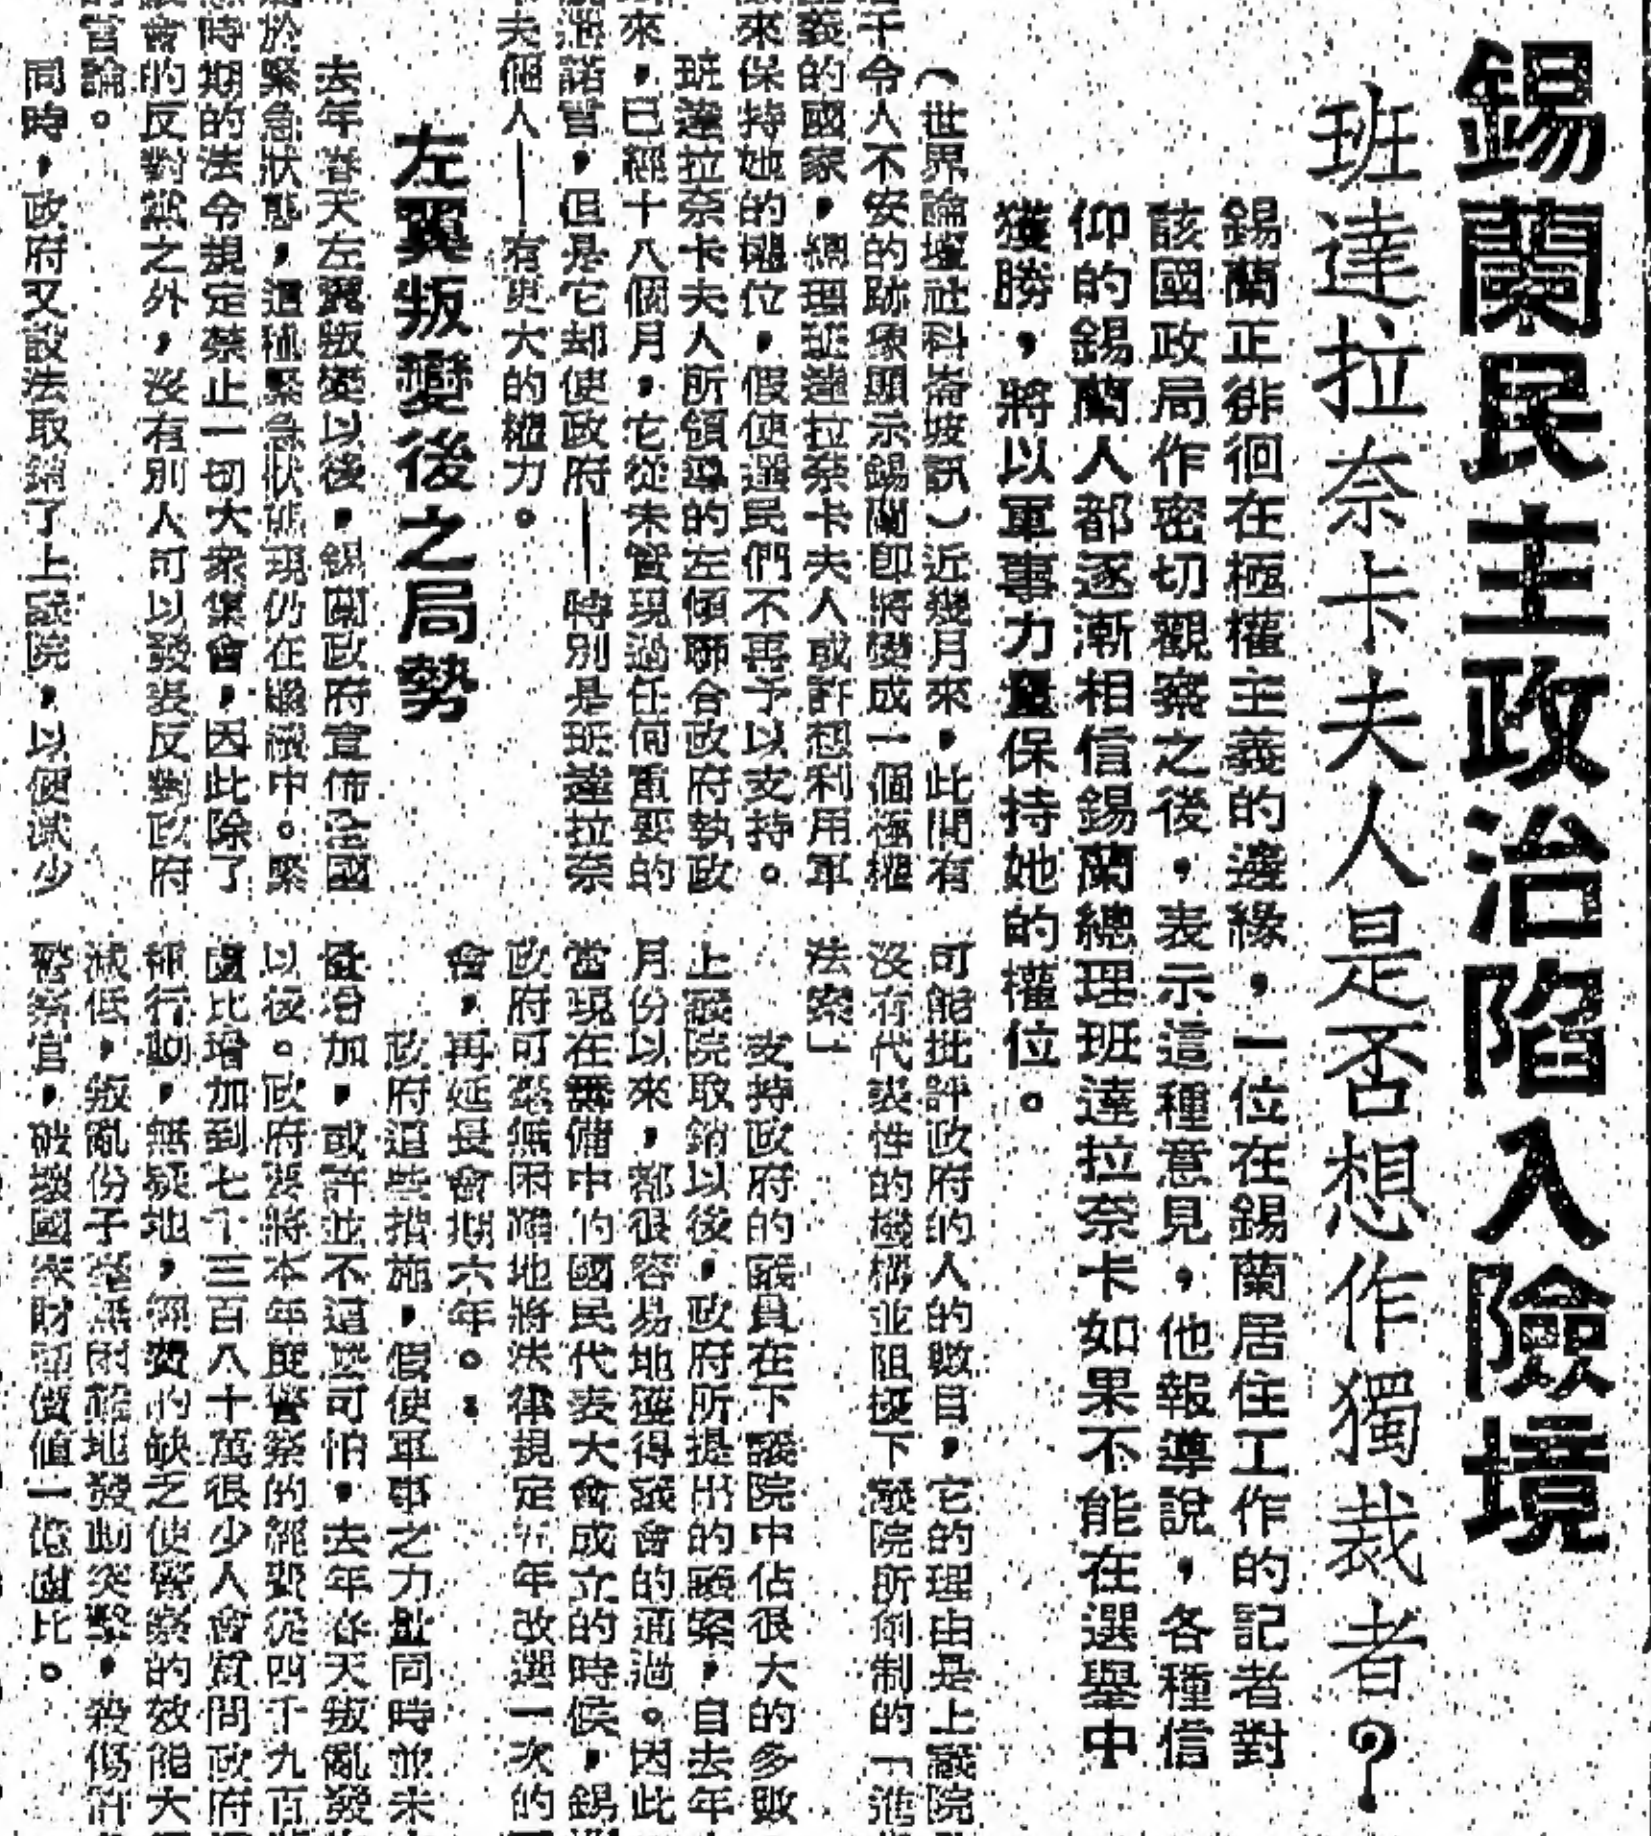 錫蘭民主政治陷入險境
班達拉奈卡夫人是否想作獨裁者?
錫蘭正徘徊在極權主義的邊緣,一位在錫蘭居住工作的記者對
該國政局作密切觀察之後,表示這種意見,他報導說,各種信
仰的錫蘭人都逐漸相信錫蘭總理班達拉奈卡如果不能在選舉中
獲勝,將以軍事力量保持她的權位。
(世界論壇社科崙坡訊)近幾月來,此間有
干令人不安的跡象顯示錫蘭即將變成一個極權
義的國家,總理班達拉奈卡夫人或許想利用軍
來保持她的權位,假使選民們不再予以支持。
班達拉奈卡夫人所領導的左傾聯合政府執政
來,已經十八個月,它從未實現過任何重要的
諾言,但是它却使政府——特別是班達拉奈
夫個人——有更大的權力。
左翼叛變後之局勢
去年春天左翼叛變以後,錫蘭政府宣佈全國
於緊急狀態,這種緊急狀態現仍在繼續中。緊
時期的法令規定禁止一切大衆集會,因此除了
會的反對黨之外,沒有別人可以發表反對政府
的言論。
同時,政府又設法取銷了上議院,以便減少
可能批評政府的人的數目,它的理由是上議院
沒有代表性的機構並阻擾下議院所創制的「進
法案」
支持政府的議員在下議院中佔很大的多數
上議院取銷以後,政府所提出的議案,自去年
月份以來,都很容易地獲得議會的通過。因此
當現在籌備中的國民代表大會成立的時侯,錫
政府可毫無困難地將法律規定五年改選一次的
會,再延長會期六年。
政府這些措施,假使軍事之力量同時並未
量增加,或許並不這麼可怕,去年春天叛亂發
以後。政府要將本年度警察的經費從四千九百
盧比增加到七千三百八十萬很少人會質問政府
種行動,無疑地,經費的缺乏使警察的效能大
減低,叛亂份子毫無困難地發動突擊,殺傷
警察官,破壞國家財產價值一億盧比。